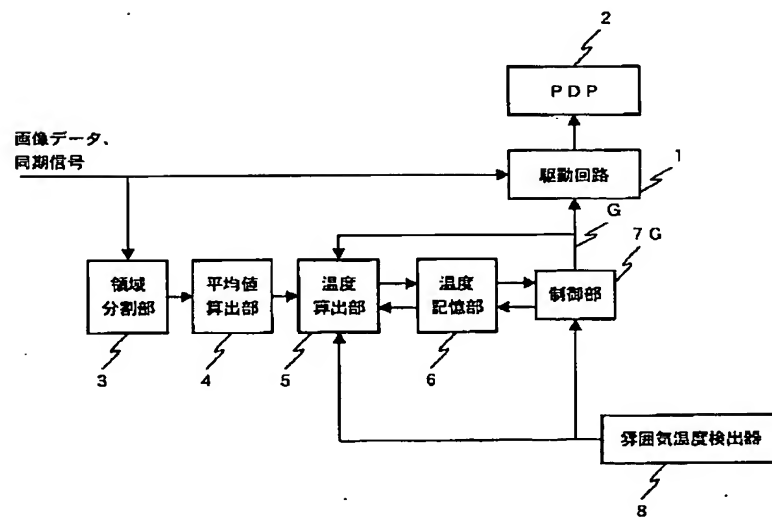 2
PDP
画像データ、
同期信号
駆動回路
1
G
7G
領域
分割部
平均値
算出部
温度
算出部
温度
記憶部
制御部
3
4
5
6
雰囲気温度検出器
8